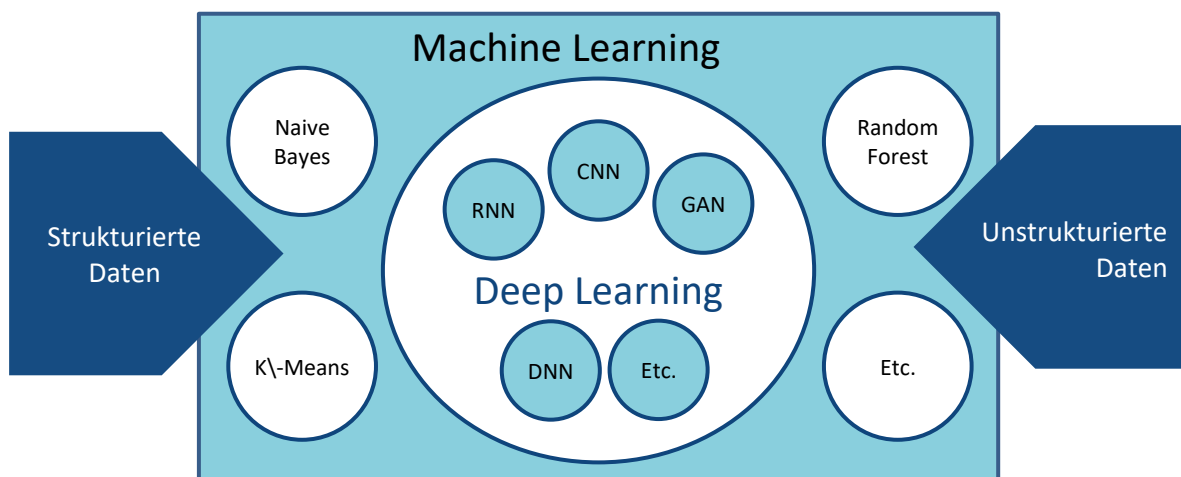 Machine Learning
Naive
Bayes
Random
Forest
CNN
RNN
GAN
Strukturierte
Daten
Unstrukturierte
Daten
Deep Learning
K\-Means
DNN
Etc.
Etc.